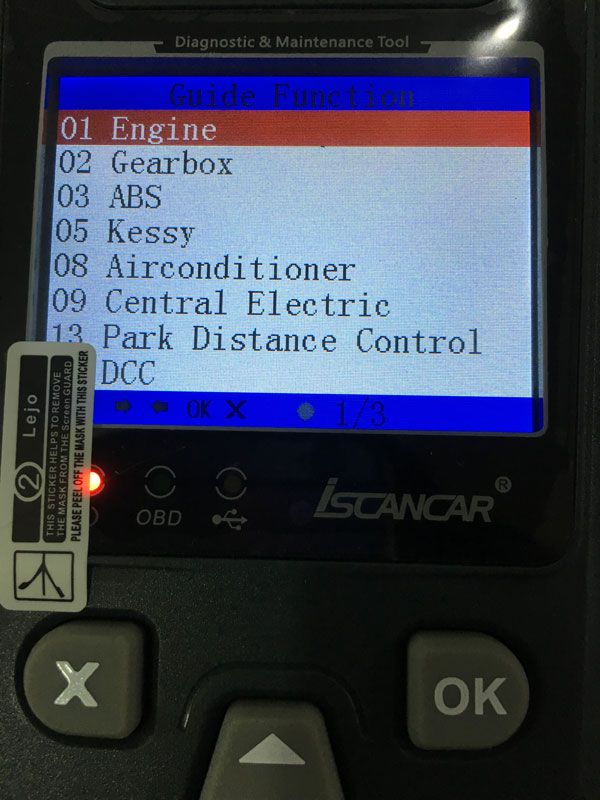 Diagnostic & Maintenance Tool
Guide Function
01 Engine
02 Gearbox
03 ABS
05 Kessy
08 Airconditioner
09 Central Electric
13 Park Distance Control
DCC
OK X 1/3
2 Lejo
THIS STICKER HELPS TO REMOVE
THE MASK FROM THE Screen GUARD
PLEASE PEEL OFF THE MASK WITH THIS STICKER
OBD
iSCANCAR®
X
OK